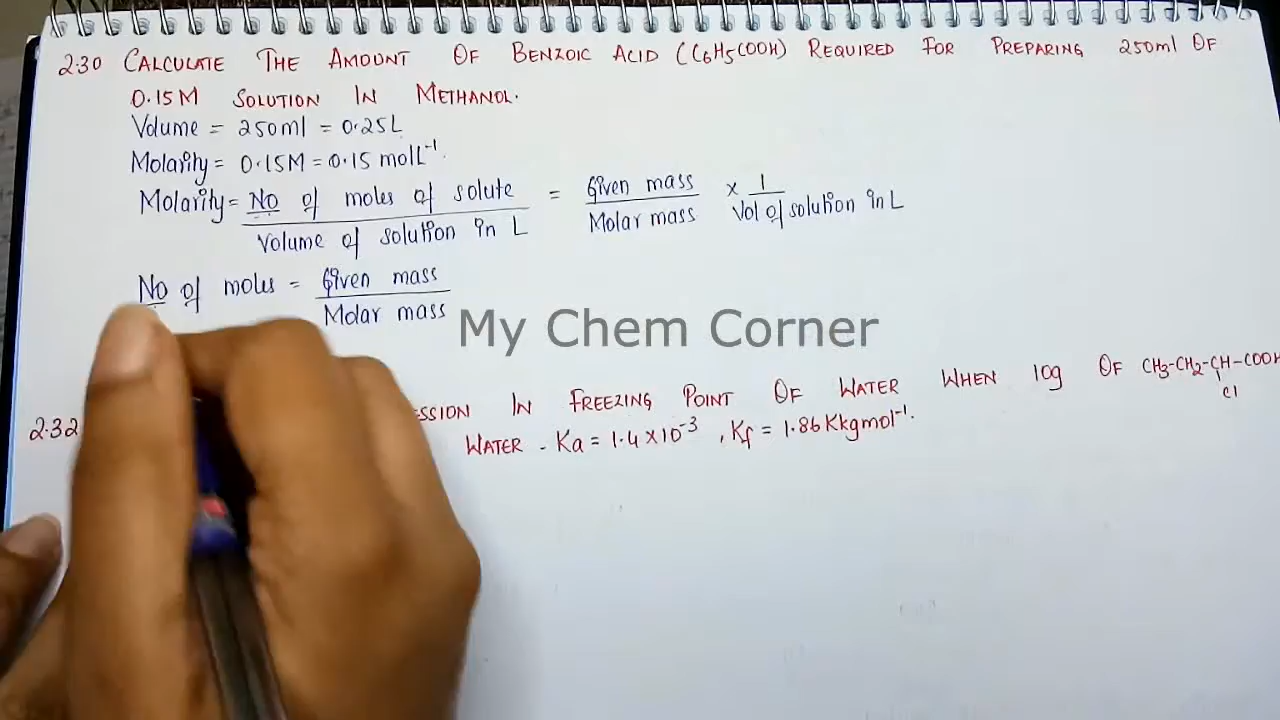 2.30 CALCULATE THE AMOUNT OF BENZOIC ACID (C6H5COOH) REQUIRED FOR PREPARING 250ml OF
0.15M SOLUTION IN METHANOL.
Volume = 250ml = 0.25L
Molarity = 0.15M = 0.15 molL⁻¹.
Molarity = No of moles of solute / Volume of solution in L = Given mass / Molar mass × 1 / Vol of solution in L
No of moles = Given mass / Molar mass
My Chem Corner
2.32 SSION IN FREEZING POINT OF WATER WHEN 10g OF CH3-CH2-CH-COOH
Cl
WATER - Ka = 1.4×10⁻³, Kf = 1.86Kkgmol⁻¹.